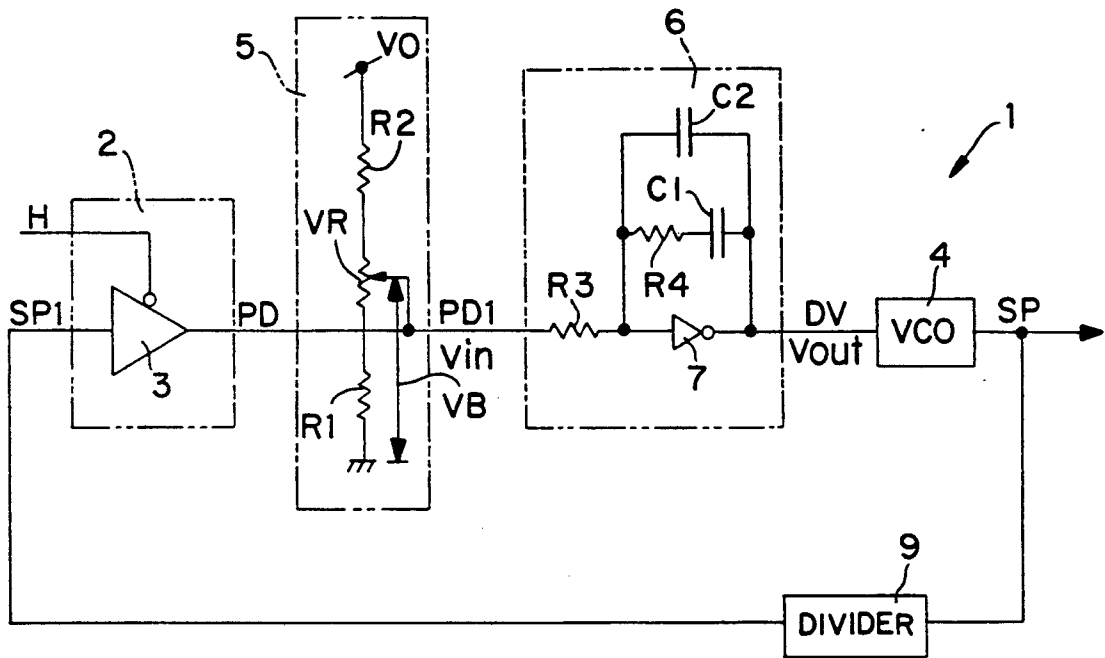 5
VO
6
C2
1
R2
2
C1
H
VR
R4
4
R3
SP1
PD
PD1
DV
VCO
SP
3
Vin
7
Vout
R1
VB
9
DIVIDER